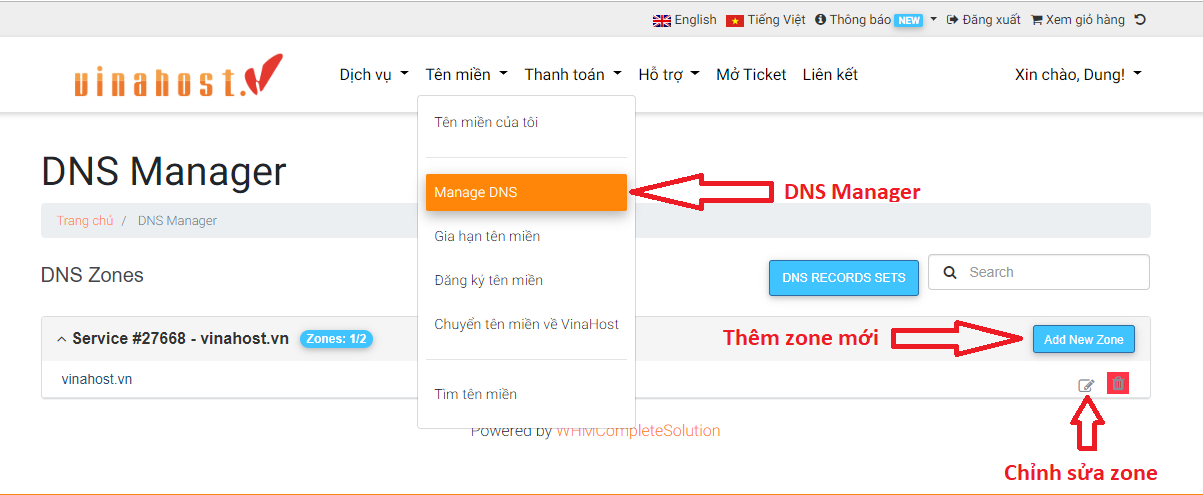 English Tiếng Việt Thông báo NEW Đăng xuất Xem giỏ hàng
vinahost.
Dịch vụ Tên miền Thanh toán Hỗ trợ Mở Ticket Liên kết Xin chào, Dung!
Tên miền của tôi
DNS Manager
Manage DNS
DNS Manager
Trang chủ / DNS Manager
Gia hạn tên miền
DNS Zones
Đăng ký tên miền
DNS RECORDS SETS
Search
Chuyển tên miền về VinaHost
Service #27668 - vinahost.vn Zones: 1/2
Thêm zone mới
Add New Zone
vinahost.vn
Tìm tên miền
Powered by WHMCompleteSolution
Chỉnh sửa zone